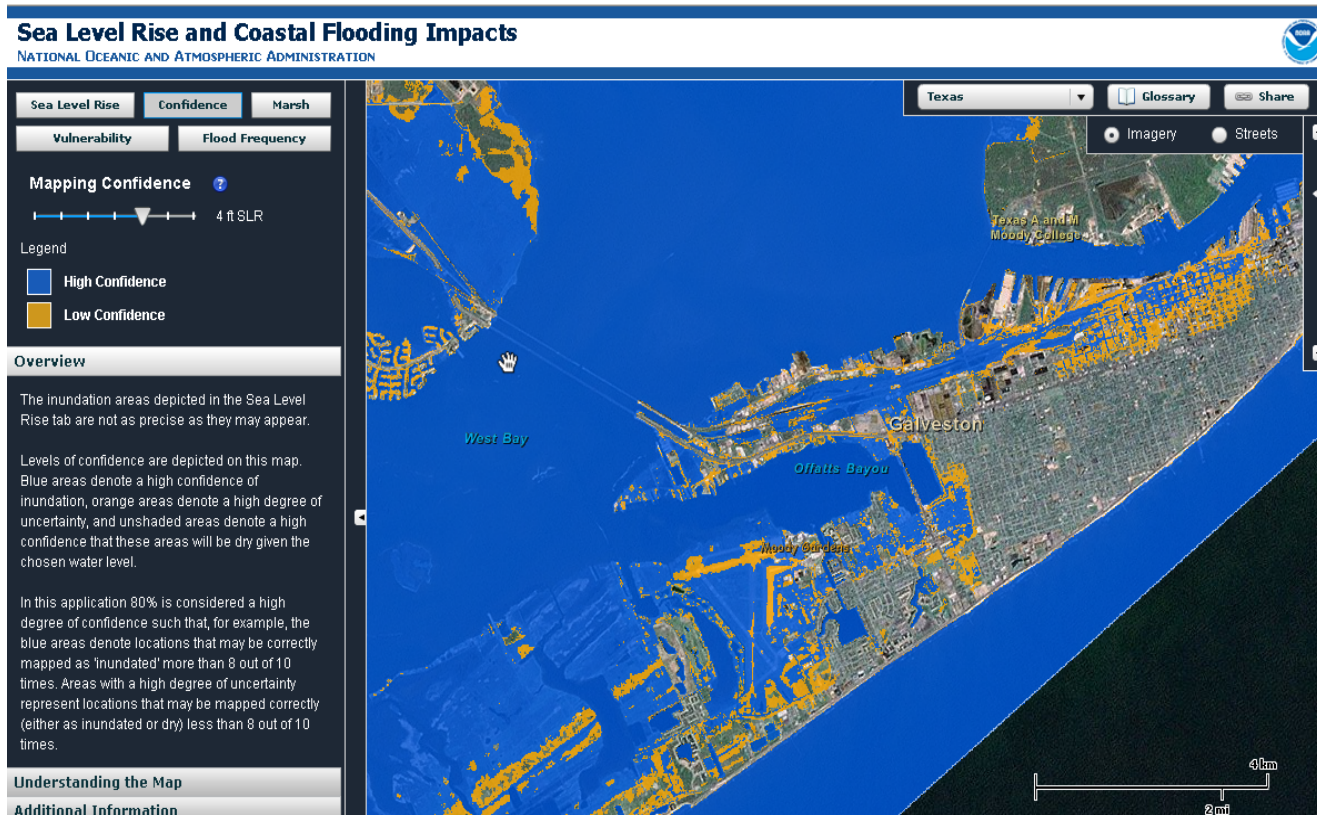 Sea Level Rise and Coastal Flooding Impacts
NATIONAL OCEANIC AND ATMOSPHERIC ADMINISTRATION
NOAA
Sea Level Rise
Confidence
Marsh
Vulnerability
Flood Frequency
Mapping Confidence ?
4 ft SLR
Legend
High Confidence
Low Confidence
Overview
The inundation areas depicted in the Sea Level
Rise tab are not as precise as they may appear.
Levels of confidence are depicted on this map.
Blue areas denote a high confidence of
inundation, orange areas denote a high degree of
uncertainty, and unshaded areas denote a high
confidence that these areas will be dry given the
chosen water level.
In this application 80% is considered a high
degree of confidence such that, for example, the
blue areas denote locations that may be correctly
mapped as 'inundated' more than 8 out of 10
times. Areas with a high degree of uncertainty
represent locations that may be mapped correctly
(either as inundated or dry) less than 8 out of 10
times.
Understanding the Map
Additional Information
Texas
Glossary
Share
Imagery
Streets
Texas A and M
Moody College
Galveston
West Bay
Offatts Bayou
Moody Gardens
4 km
2 mi